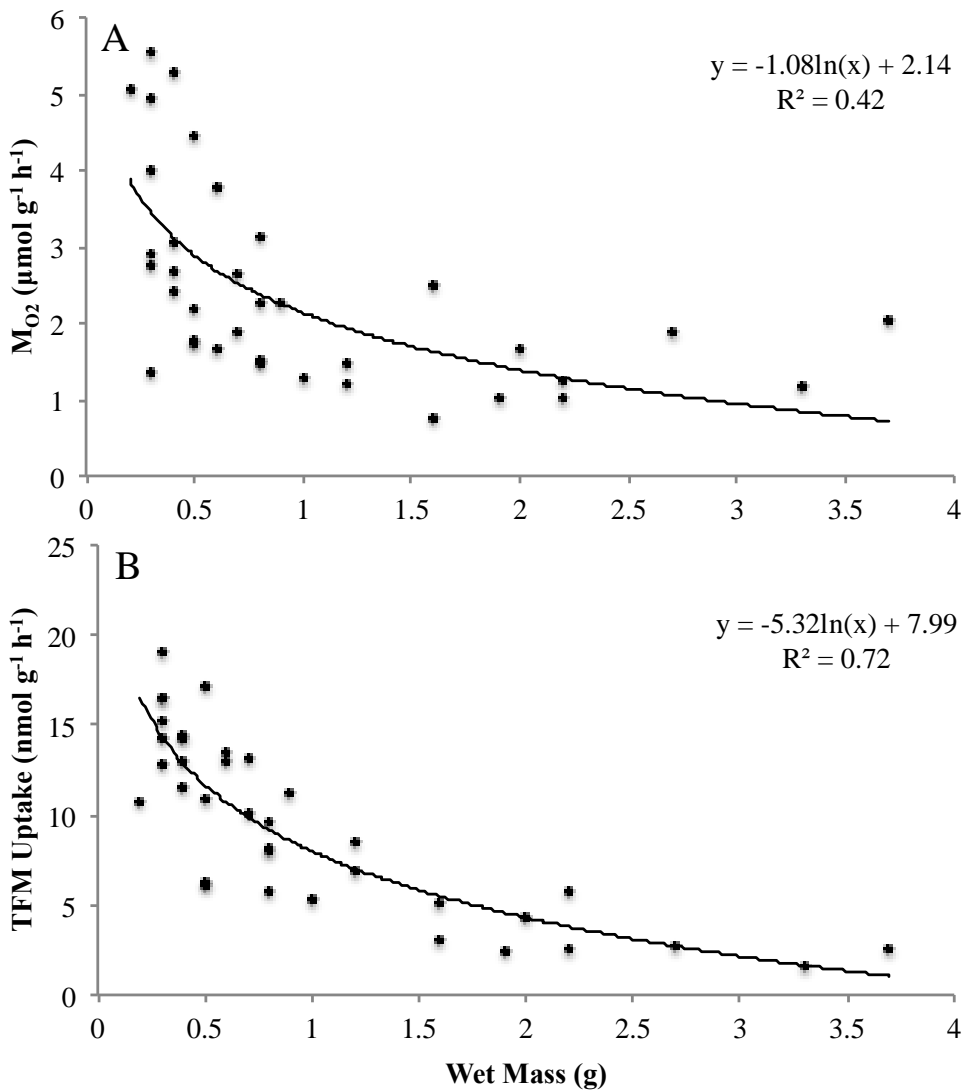 A
y = -1.08ln(x) + 2.14
R² = 0.42
6
5
4
3
2
1
0
M_O2 (µmol g⁻¹ h⁻¹)
0 0.5 1 1.5 2 2.5 3 3.5 4
B
y = -5.32ln(x) + 7.99
R² = 0.72
25
20
15
10
5
0
TFM Uptake (nmol g⁻¹ h⁻¹)
0 0.5 1 1.5 2 2.5 3 3.5 4
Wet Mass (g)